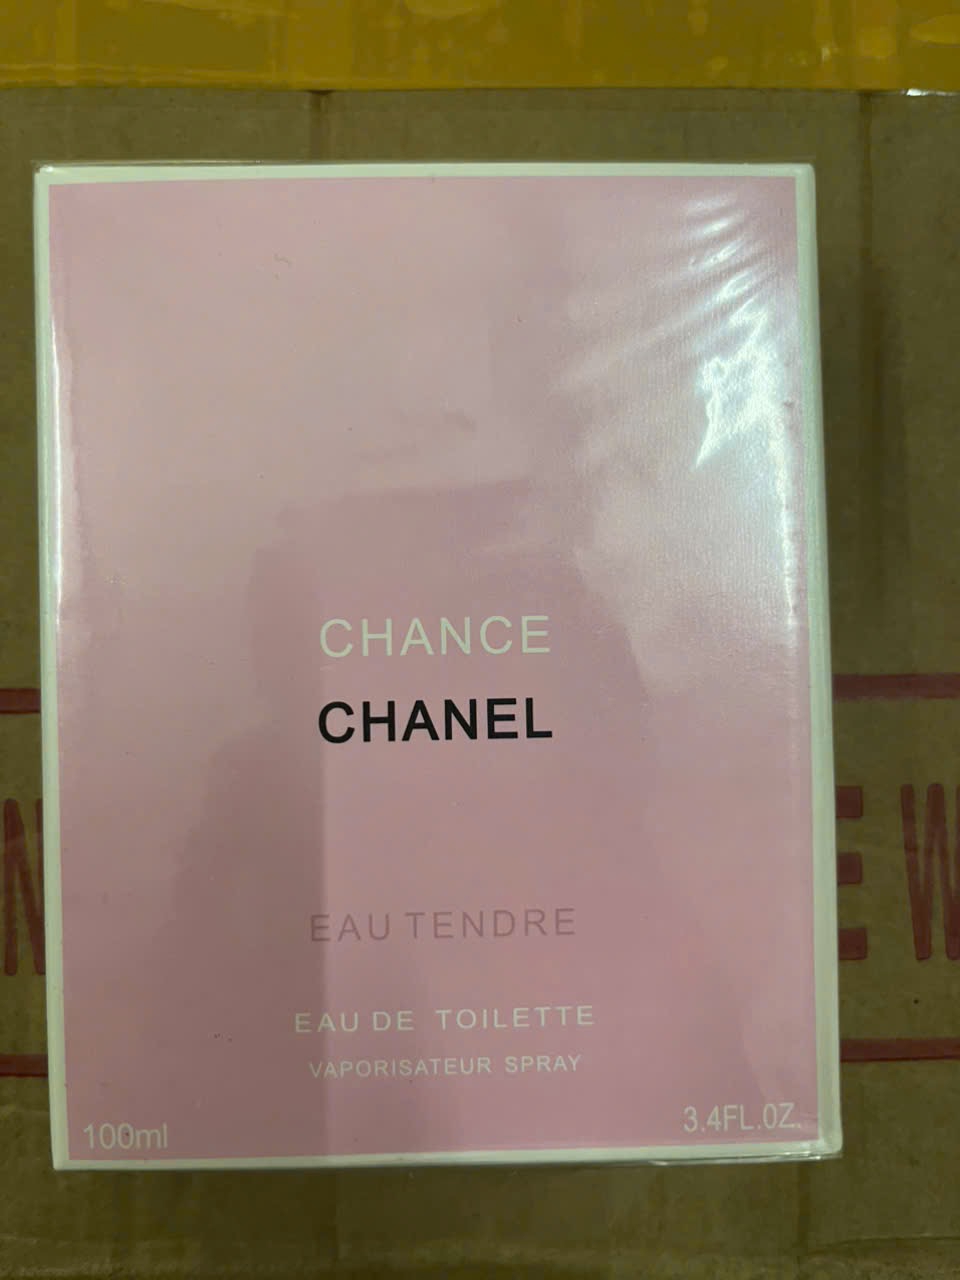 CHANCE
CHANEL
EAU TENDRE
EAU DE TOILETTE
VAPORISATEUR SPRAY
100ml
3.4FL.OZ.
N
E W